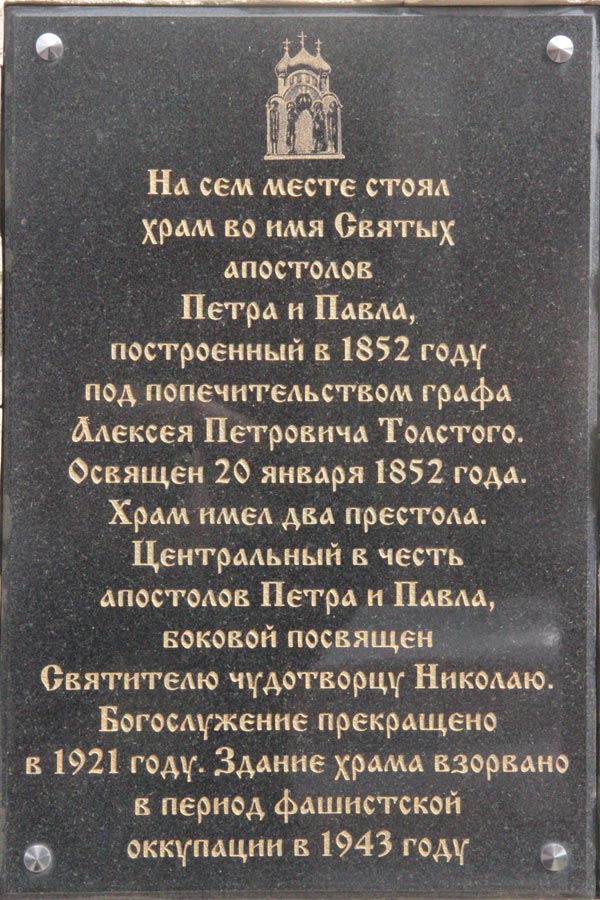 На сем месте стоял
храм во имя Святых
апостолов
Петра и Павла,
построенный в 1852 году
под попечительством графа
Алексея Петровича Толстого.
Освящен 20 января 1852 года.
Храм имел два престола.
Центральный в честь
апостолов Петра и Павла,
боковой посвящен
Святителю чудотворцу Николаю.
Богослужение прекращено
в 1921 году. Здание храма взорвано
в период фашистской
оккупации в 1943 году